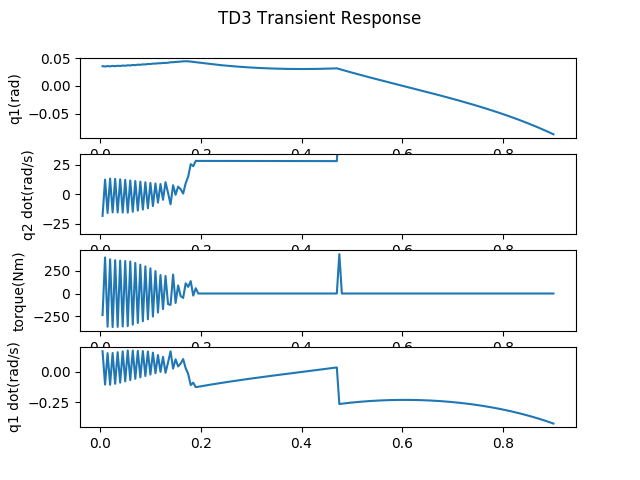 TD3 Transient Response
0.05
0.00
−0.05
q1(rad)
0.0 0.2 0.4 0.6 0.8
25
0
−25
q2 dot(rad/s)
0.0 0.2 0.4 0.6 0.8
250
0
−250
torque(Nm)
0.0 0.2 0.4 0.6 0.8
0.00
−0.25
q1 dot(rad/s)
0.0 0.2 0.4 0.6 0.8